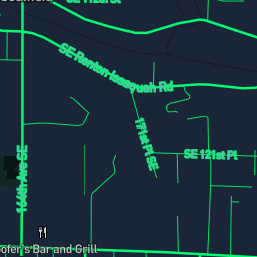 SE Renton Issaquah Rd
171st Pl SE
SE 121st Pl
164th Ave SE
ofer's Bar and Grill